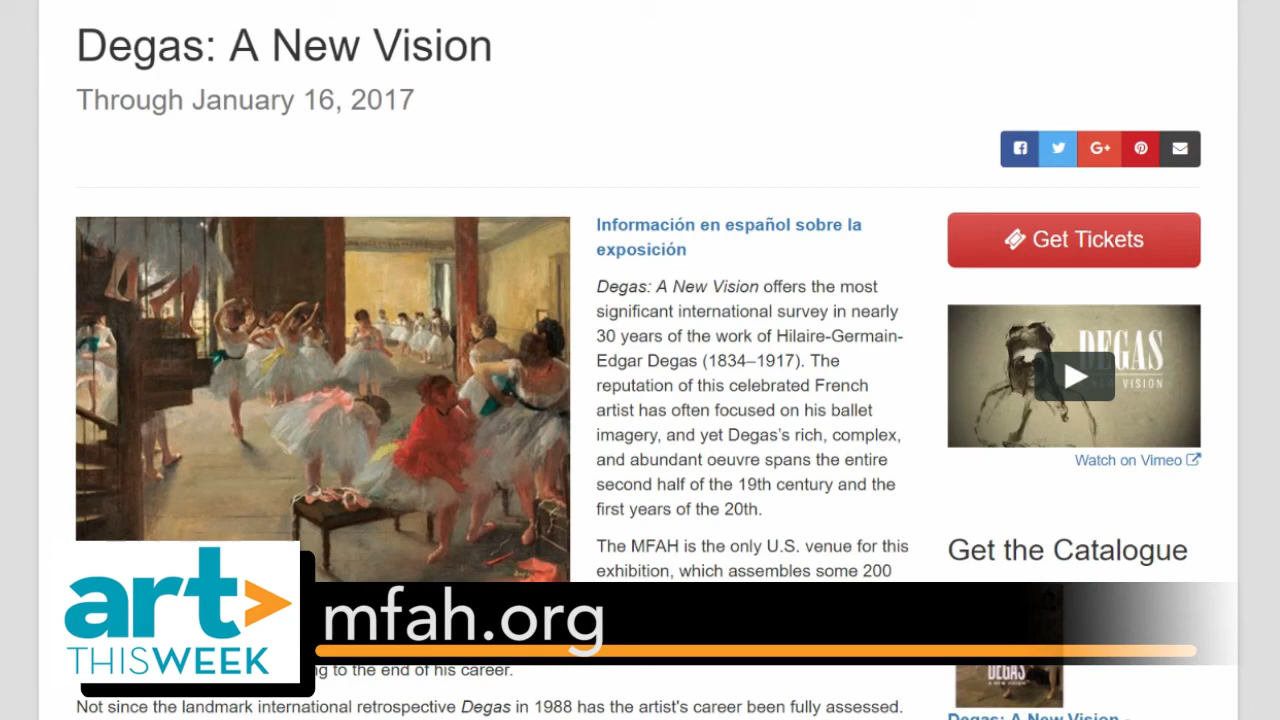 Degas: A New Vision
Through January 16, 2017
Información en español sobre la
exposición
Degas: A New Vision offers the most
significant international survey in nearly
30 years of the work of Hilaire-Germain-
Edgar Degas (1834–1917). The
reputation of this celebrated French
artist has often focused on his ballet
imagery, and yet Degas's rich, complex,
and abundant oeuvre spans the entire
second half of the 19th century and the
first years of the 20th.
The MFAH is the only U.S. venue for this
exhibition, which assembles some 200
to the end of his career.
Not since the landmark international retrospective Degas in 1988 has the artist's career been fully assessed.
Get Tickets
DEGAS
VISION
Watch on Vimeo
Get the Catalogue
DEGAS
Degas: A New Vision -
art>
THISWEEK
mfah.org